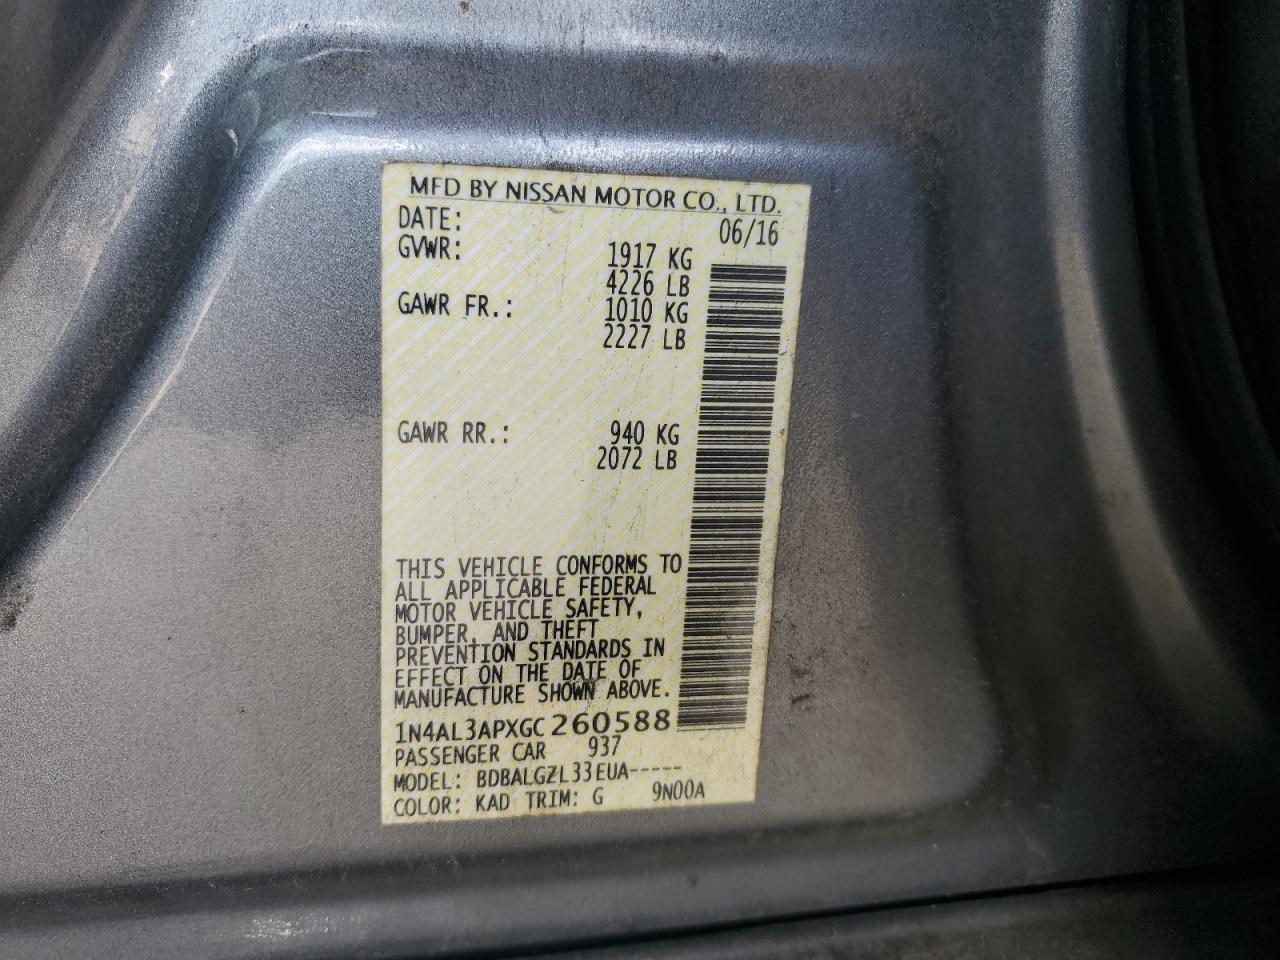 MFD BY NISSAN MOTOR CO., LTD.
DATE: 06/16
GVWR: 1917 KG
4226 LB
GAWR FR.: 1010 KG
2227 LB
GAWR RR.: 940 KG
2072 LB
THIS VEHICLE CONFORMS TO
ALL APPLICABLE FEDERAL
MOTOR VEHICLE SAFETY,
BUMPER, AND THEFT
PREVENTION STANDARDS IN
EFFECT ON THE DATE OF
MANUFACTURE SHOWN ABOVE.
1N4AL3APXGC260588
PASSENGER CAR 937
MODEL: BDBALGZL33EUA-----
COLOR: KAD TRIM: G 9N00A